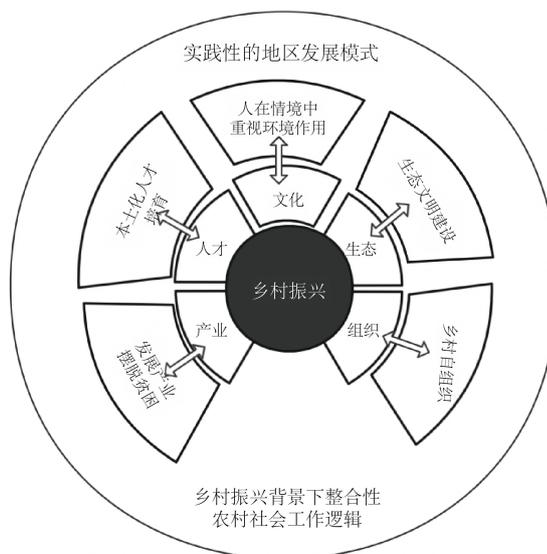 实践性的地区发展模式
人在情境中
重视环境作用
文化
本土化人才
培育
人才
生态文明建设
生态
乡村振兴
产业
发展产业
摆脱贫困
组织
乡村自组织
乡村振兴背景下整合性
农村社会工作逻辑